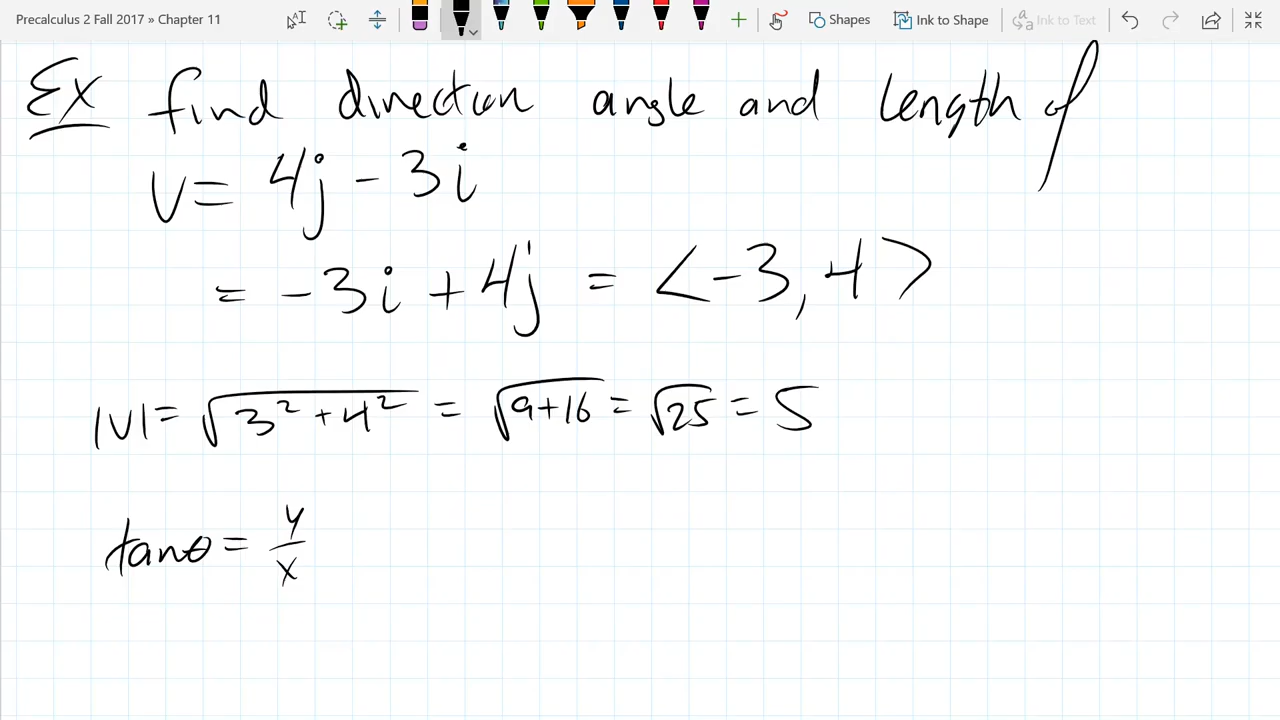 Precalculus 2 Fall 2017 » Chapter 11
Shapes
Ink to Shape
Ink to Text
Ex find direction angle and length of
v = 4j - 3i
= -3i + 4j = <-3, 4>
|v| = √(3² + 4²) = √(9+16) = √25 = 5
tanθ = y/x